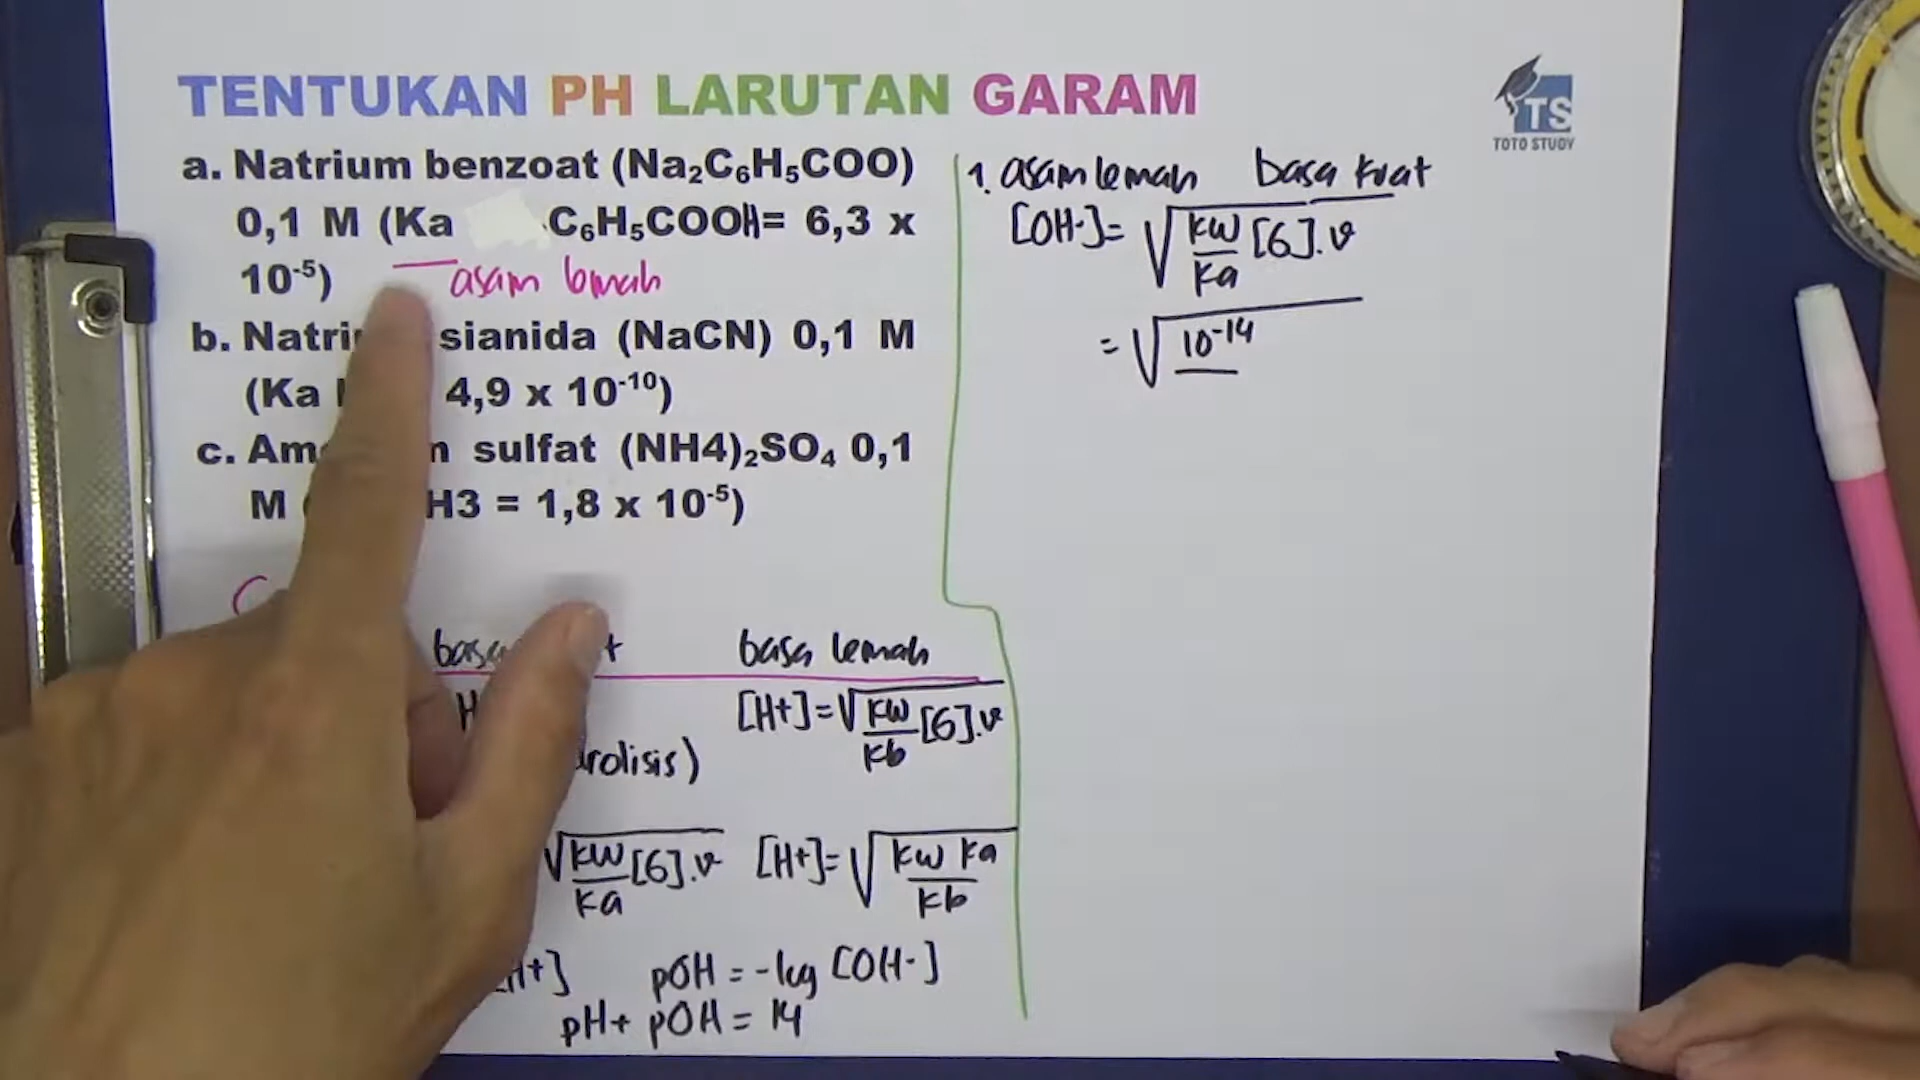 TENTUKAN PH LARUTAN GARAM
TS
TOTO STUDY
a. Natrium benzoat (Na₂C₆H₅COO)
0,1 M (Ka C₆H₅COOH= 6,3 x
10⁻⁵) asam lemah
b. sianida (NaCN) 0,1 M
(Ka 4,9 x 10⁻¹⁰)
c. sulfat (NH4)₂SO₄ 0,1
M H3 = 1,8 x 10⁻⁵)
basa lemah
[H+]=√kw/kb [G].v
√kw/ka [G].v [H+]=√kw ka/kb
pOH = -log [OH-]
pH + pOH = 14
1. asam lemah basa kuat
[OH-]= √kw/ka [G].v
= √10⁻¹⁴